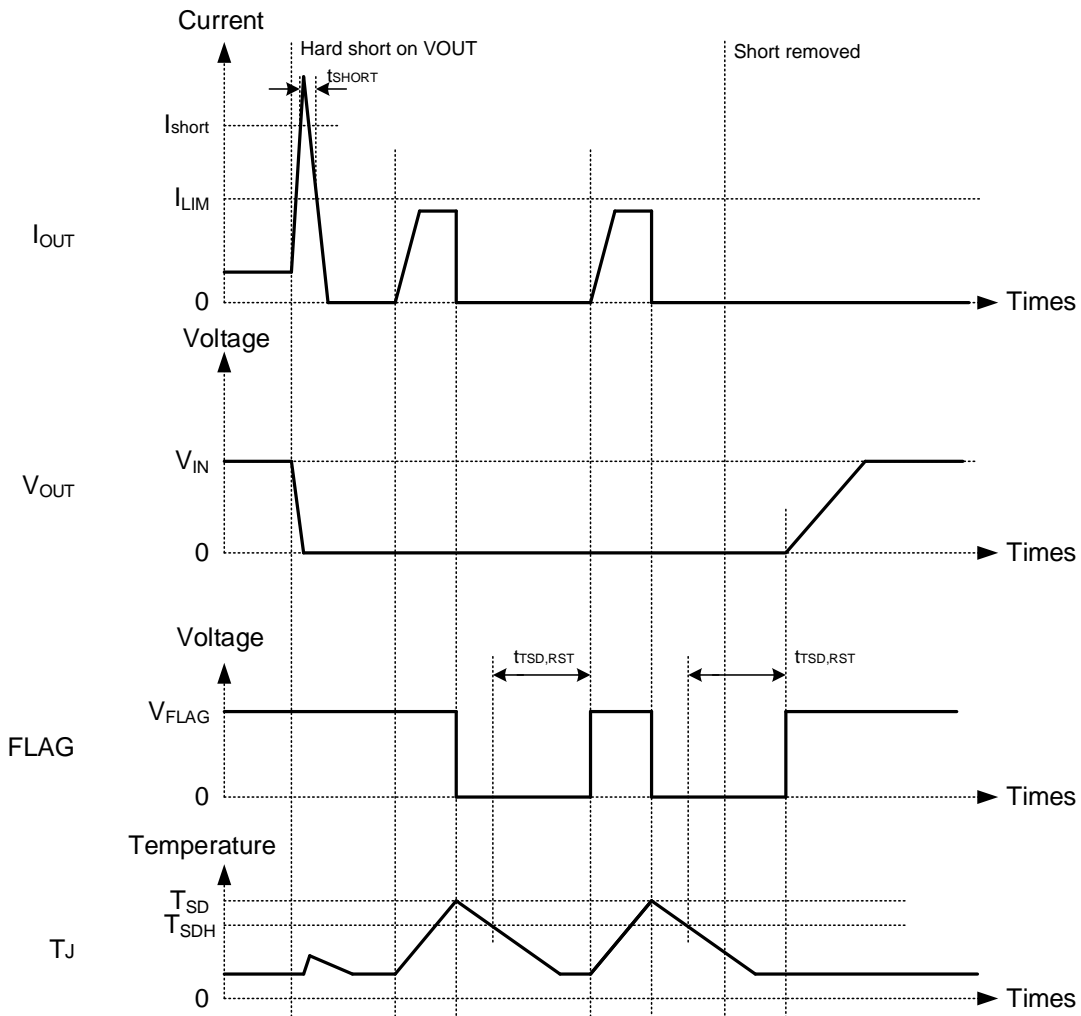 Current
Hard short on VOUT
Short removed
tSHORT
Ishort
ILIM
IOUT
0
Times
Voltage
VIN
VOUT
0
Times
Voltage
tTSD,RST
tTSD,RST
VFLAG
FLAG
0
Times
Temperature
TSD
TSDH
TJ
0
Times